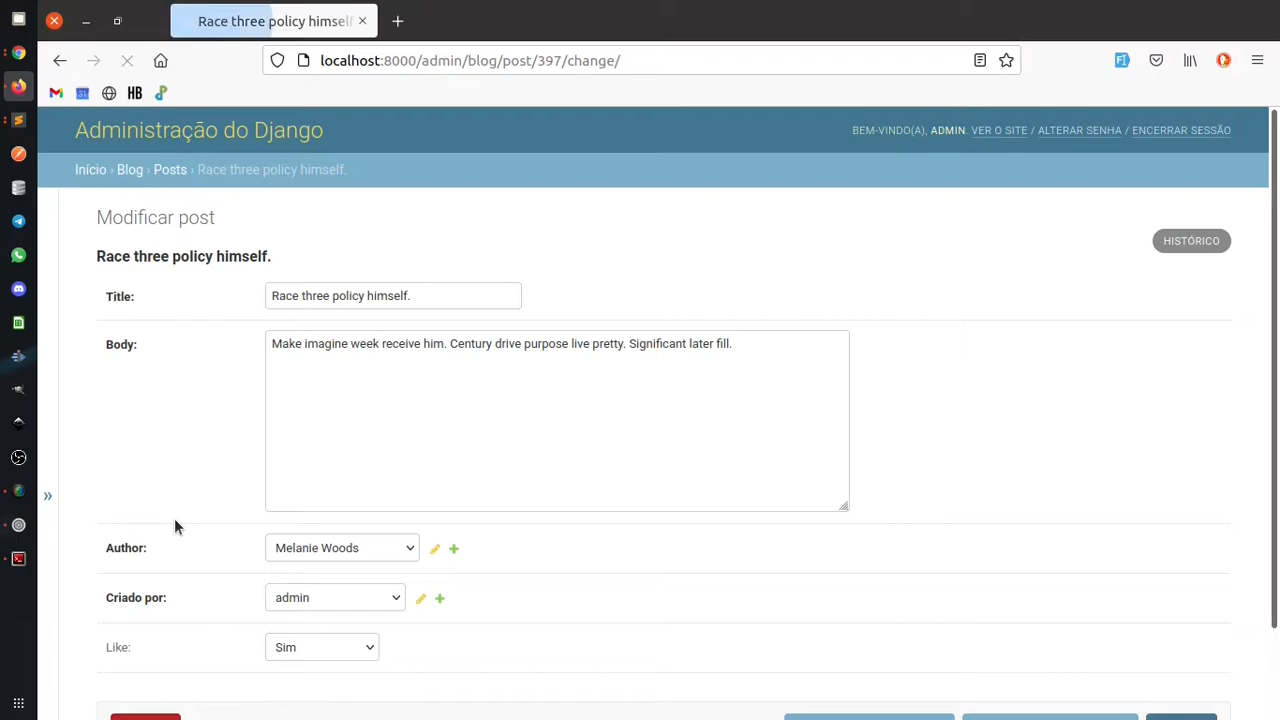 Race three policy himself
localhost:8000/admin/blog/post/397/change/
HB
Administração do Django
BEM-VINDO(A), ADMIN. VER O SITE / ALTERAR SENHA / ENCERRAR SESSÃO
Início › Blog › Posts › Race three policy himself.
Modificar post
HISTÓRICO
Race three policy himself.
Title:
Race three policy himself.
Body:
Make imagine week receive him. Century drive purpose live pretty. Significant later fill.
»
Author:
Melanie Woods
Criado por:
admin
Like:
Sim